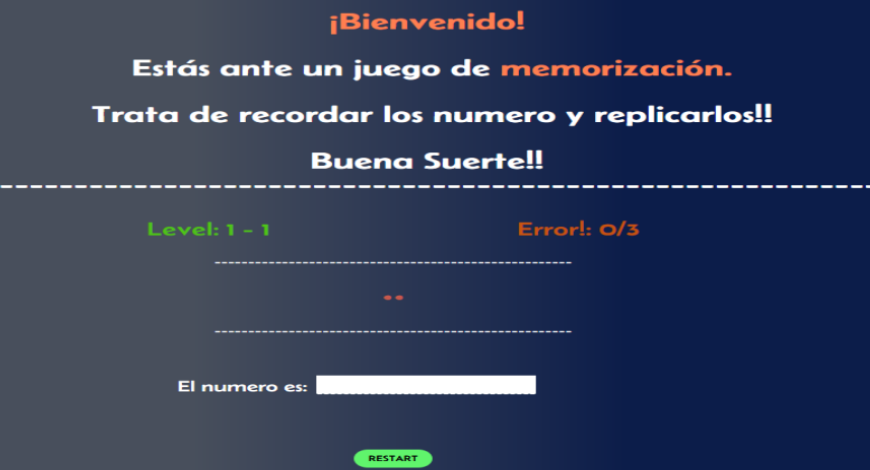 ¡Bienvenido!
Estás ante un juego de memorización.
Trata de recordar los numero y replicarlos!!
Buena Suerte!!
Level: 1 - 1
Error!: 0/3
El numero es:
RESTART